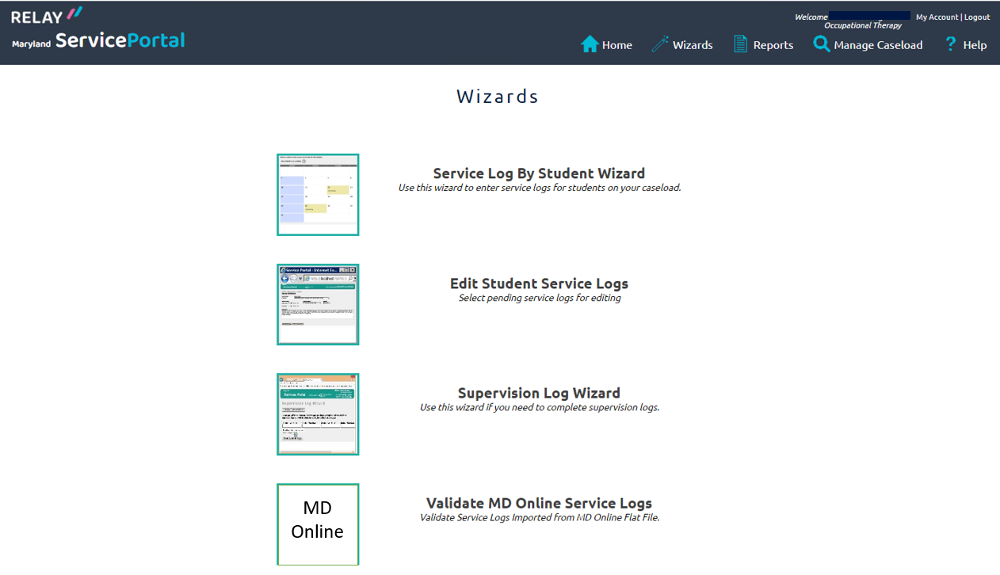 RELAY
Maryland ServicePortal
Welcome
Occupational Therapy
My Account | Logout
Home
Wizards
Reports
Manage Caseload
? Help
Wizards
Service Log By Student Wizard
Use this wizard to enter service logs for students on your caseload.
Edit Student Service Logs
Select pending service logs for editing
Supervision Log Wizard
Supervision Log Wizard
Use this wizard if you need to complete supervision logs.
MD
Online
Validate MD Online Service Logs
Validate Service Logs Imported from MD Online Flat File.